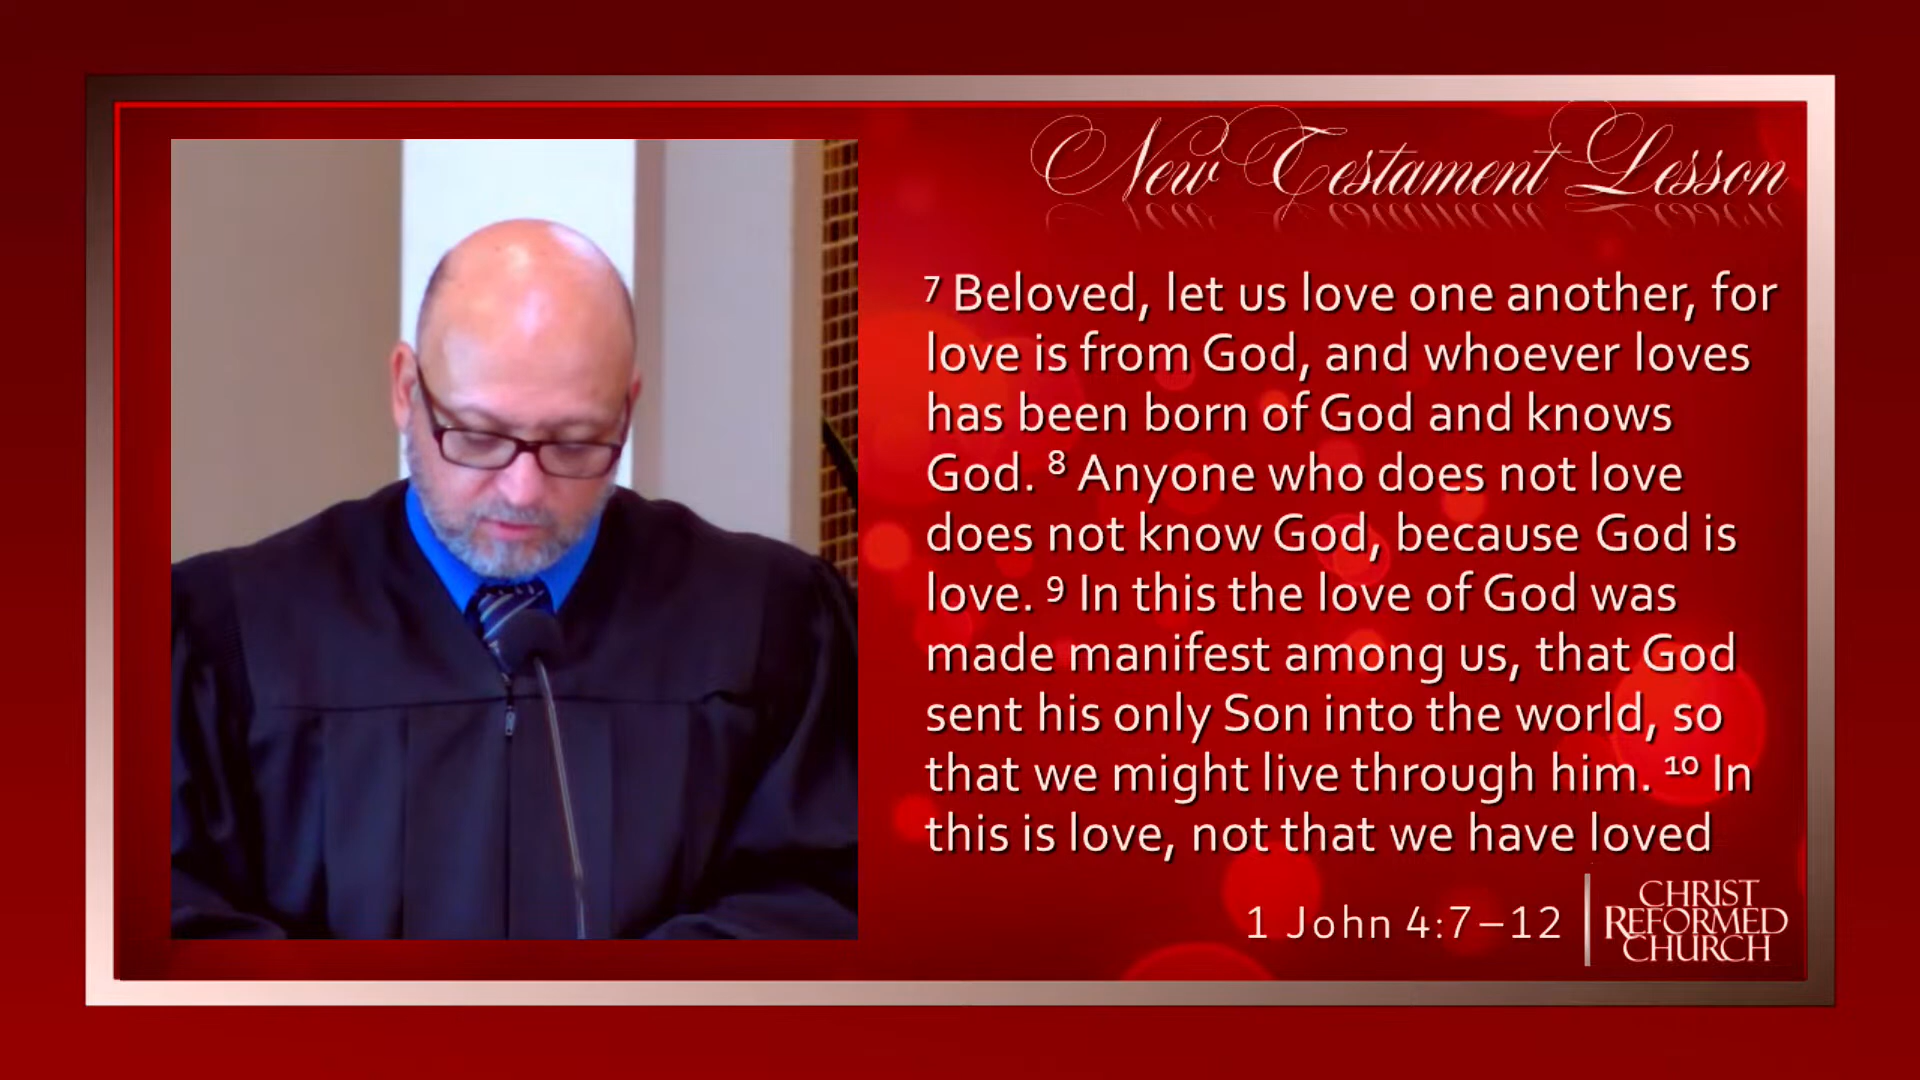 New Testament Lesson
7 Beloved, let us love one another, for
love is from God, and whoever loves
has been born of God and knows
God. 8 Anyone who does not love
does not know God, because God is
love. 9 In this the love of God was
made manifest among us, that God
sent his only Son into the world, so
that we might live through him. 10 In
this is love, not that we have loved
1 John 4:7–12
CHRIST
REFORMED
CHURCH